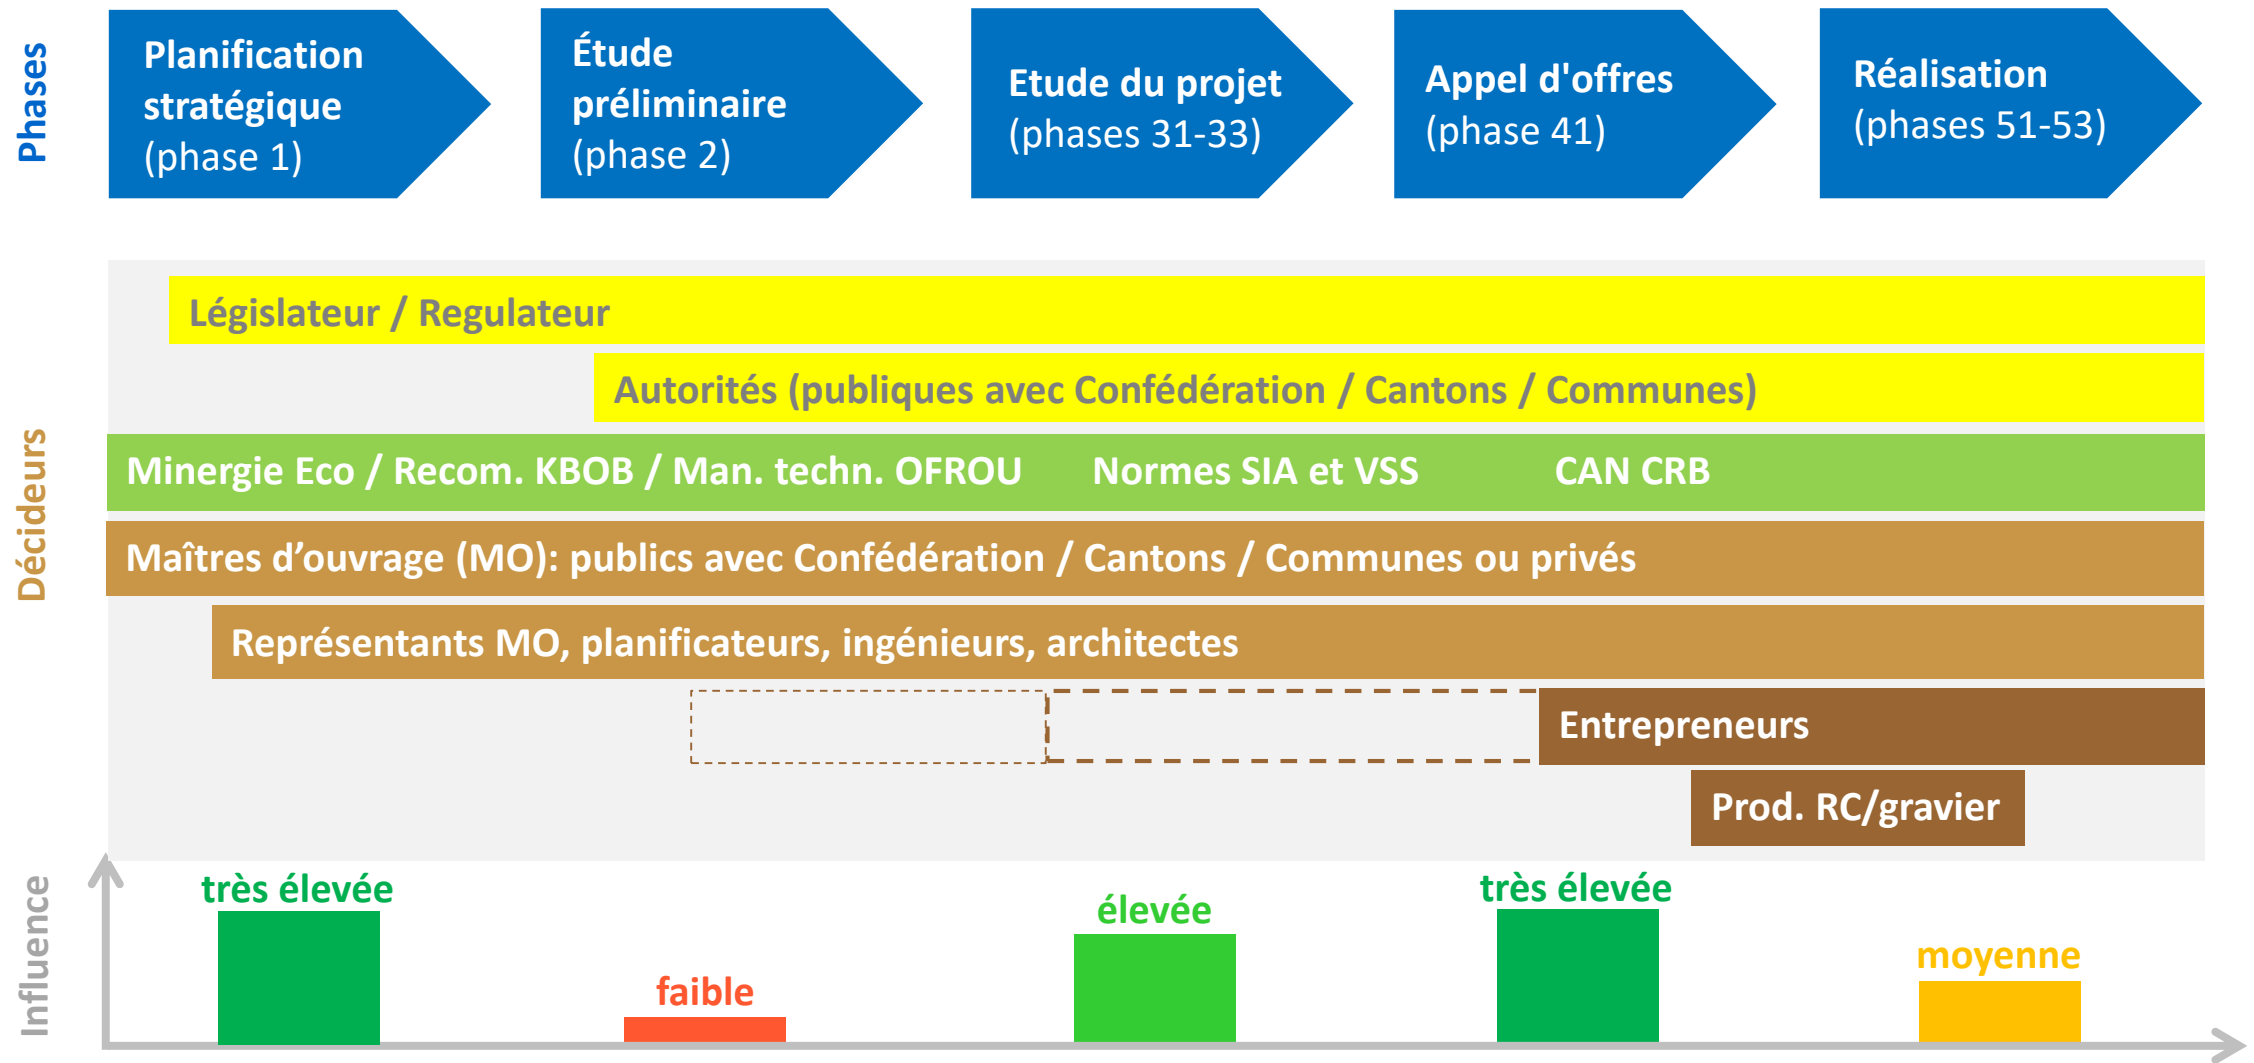 Phases
Planification
stratégique
(phase 1)
Étude
préliminaire
(phase 2)
Etude du projet
(phases 31-33)
Appel d'offres
(phase 41)
Réalisation
(phases 51-53)
Décideurs
Législateur / Regulateur
Autorités (publiques avec Confédération / Cantons / Communes)
Minergie Eco / Recom. KBOB / Man. techn. OFROU Normes SIA et VSS CAN CRB
Maîtres d’ouvrage (MO): publics avec Confédération / Cantons / Communes ou privés
Représentants MO, planificateurs, ingénieurs, architectes
Entrepreneurs
Prod. RC/gravier
Influence
très élevée
faible
élevée
très élevée
moyenne